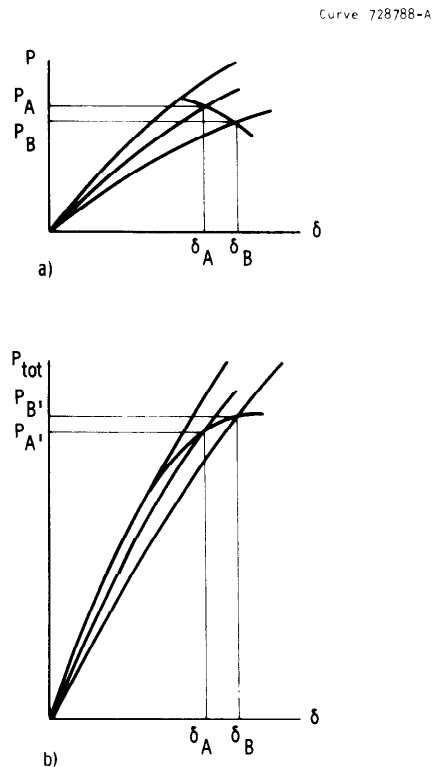 Curve 728788-A
P
P_A
P_B
δ
δ_A δ_B
a)
P_tot
P_B'
P_A'
δ
δ_A δ_B
b)